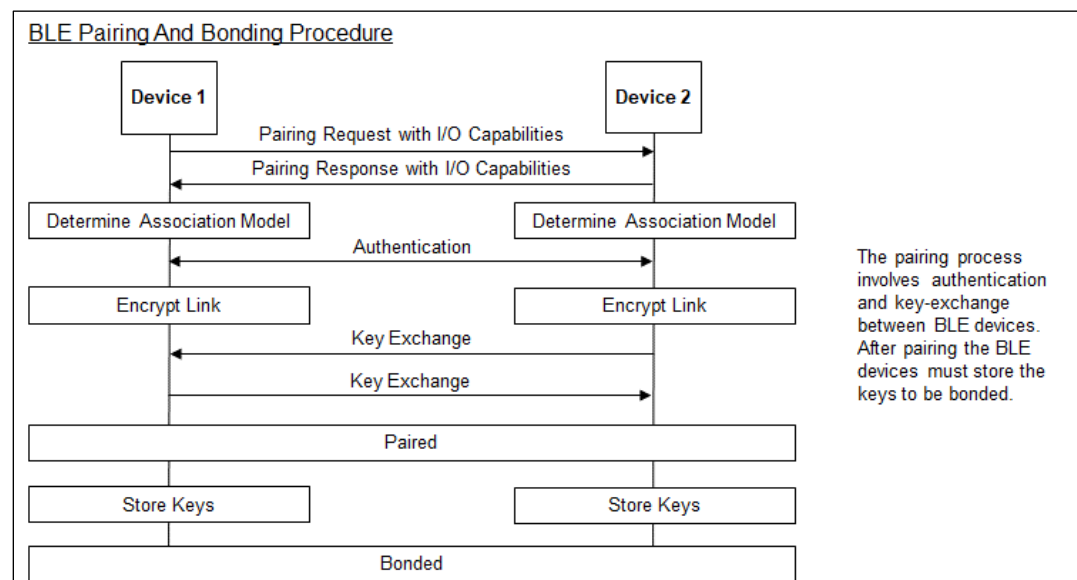 BLE Pairing And Bonding Procedure
Device 1
Device 2
Pairing Request with I/O Capabilities
Pairing Response with I/O Capabilities
Determine Association Model
Determine Association Model
Authentication
Encrypt Link
Encrypt Link
Key Exchange
Key Exchange
Paired
Store Keys
Store Keys
Bonded
The pairing process
involves authentication
and key-exchange
between BLE devices.
After pairing the BLE
devices must store the
keys to be bonded.